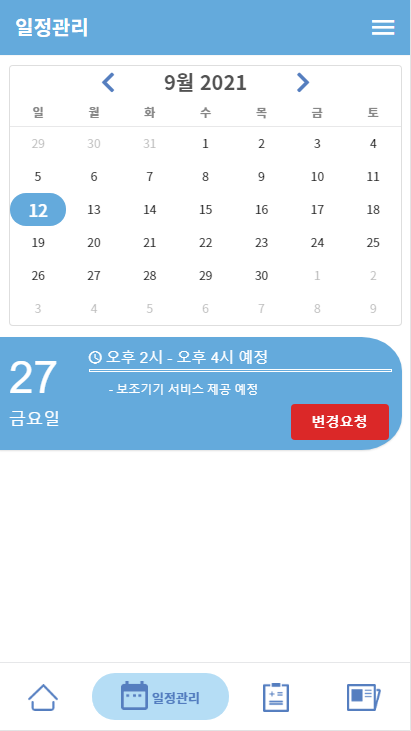 일정관리
9월 2021
일 월 화 수 목 금 토
29 30 31 1 2 3 4
5 6 7 8 9 10 11
12 13 14 15 16 17 18
19 20 21 22 23 24 25
26 27 28 29 30 1 2
3 4 5 6 7 8 9
27
금요일
오후 2시 - 오후 4시 예정
- 보조기기 서비스 제공 예정
변경요청
일정관리